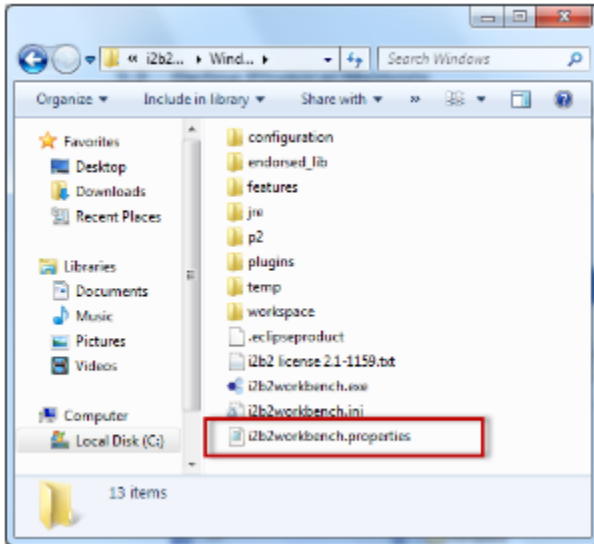 « i2b2... ▸ Wind... ▸
Search Windows
Organize ▾ Include in library ▾ Share with ▾ »
Favorites
Desktop
Downloads
Recent Places
Libraries
Documents
Music
Pictures
Videos
Computer
Local Disk (C:)
configuration
endorsed_lib
features
jre
p2
plugins
temp
workspace
.eclipseproduct
i2b2 license 2.1-1159.txt
i2b2workbench.exe
i2b2workbench.ini
i2b2workbench.properties
13 items